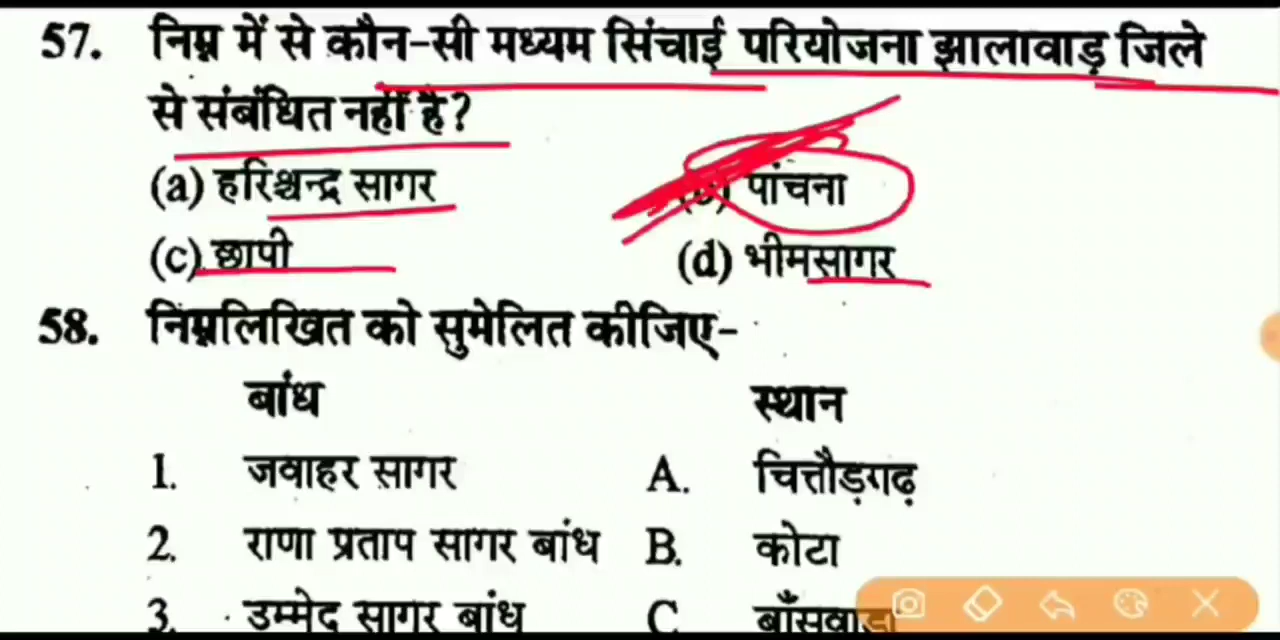 57. निम्न में से कौन-सी मध्यम सिंचाई परियोजना झालावाड़ जिले
से संबंधित नहीं है?
(a) हरिश्चन्द्र सागर (b) पांचना
(c) छापी (d) भीमसागर
58. निम्नलिखित को सुमेलित कीजिए-
बांध स्थान
1. जवाहर सागर A. चित्तौड़गढ़
2. राणा प्रताप सागर बांध B. कोटा
3. उम्मेद सागर बांध C बाँसवाड़ा